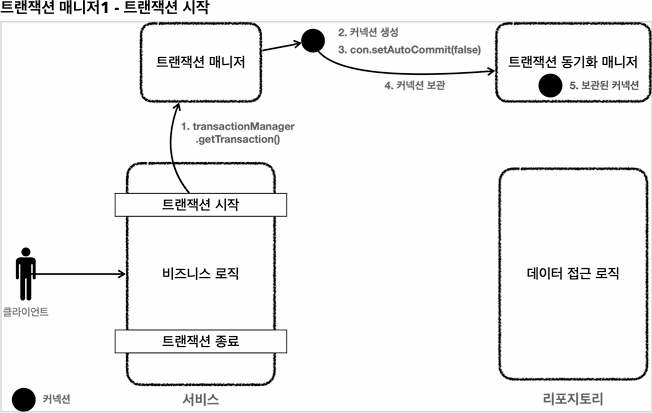 트랜잭션 매니저1 - 트랜잭션 시작
트랜잭션 매니저
2. 커넥션 생성
3. con.setAutoCommit(false)
4. 커넥션 보관
트랜잭션 동기화 매니저
5. 보관된 커넥션
1. transactionManager
.getTransaction()
트랜잭션 시작
비즈니스 로직
트랜잭션 종료
데이터 접근 로직
클라이언트
커넥션
서비스
리포지토리